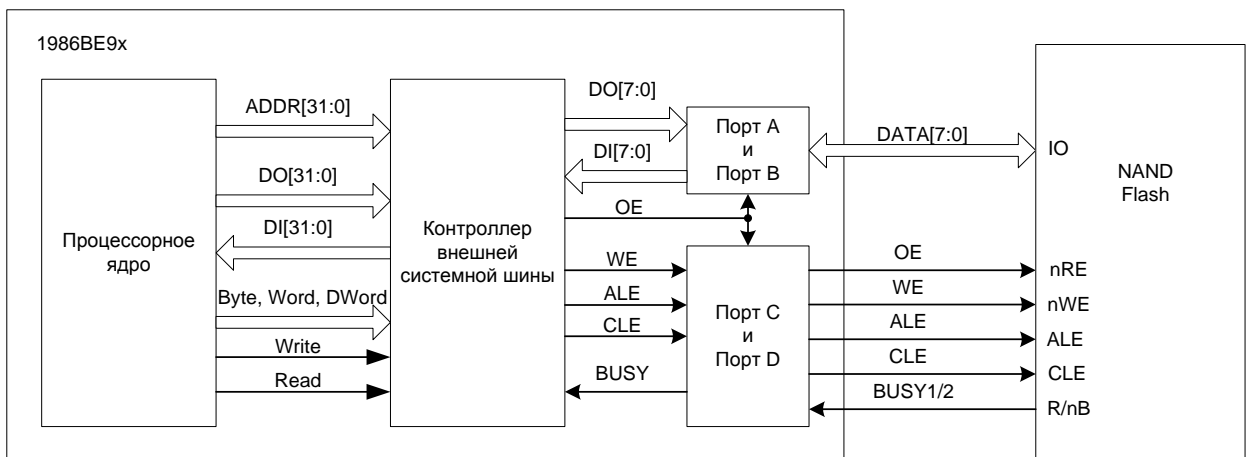 1986BE9x
Процессорное
ядро
ADDR[31:0]
DO[31:0]
DI[31:0]
Byte, Word, DWord
Write
Read
Контроллер
внешней
системной шины
DO[7:0]
DI[7:0]
OE
WE
ALE
CLE
BUSY
Порт А
и
Порт В
Порт С
и
Порт D
DATA[7:0]
OE
WE
ALE
CLE
BUSY1/2
IO
NAND
Flash
nRE
nWE
ALE
CLE
R/nB